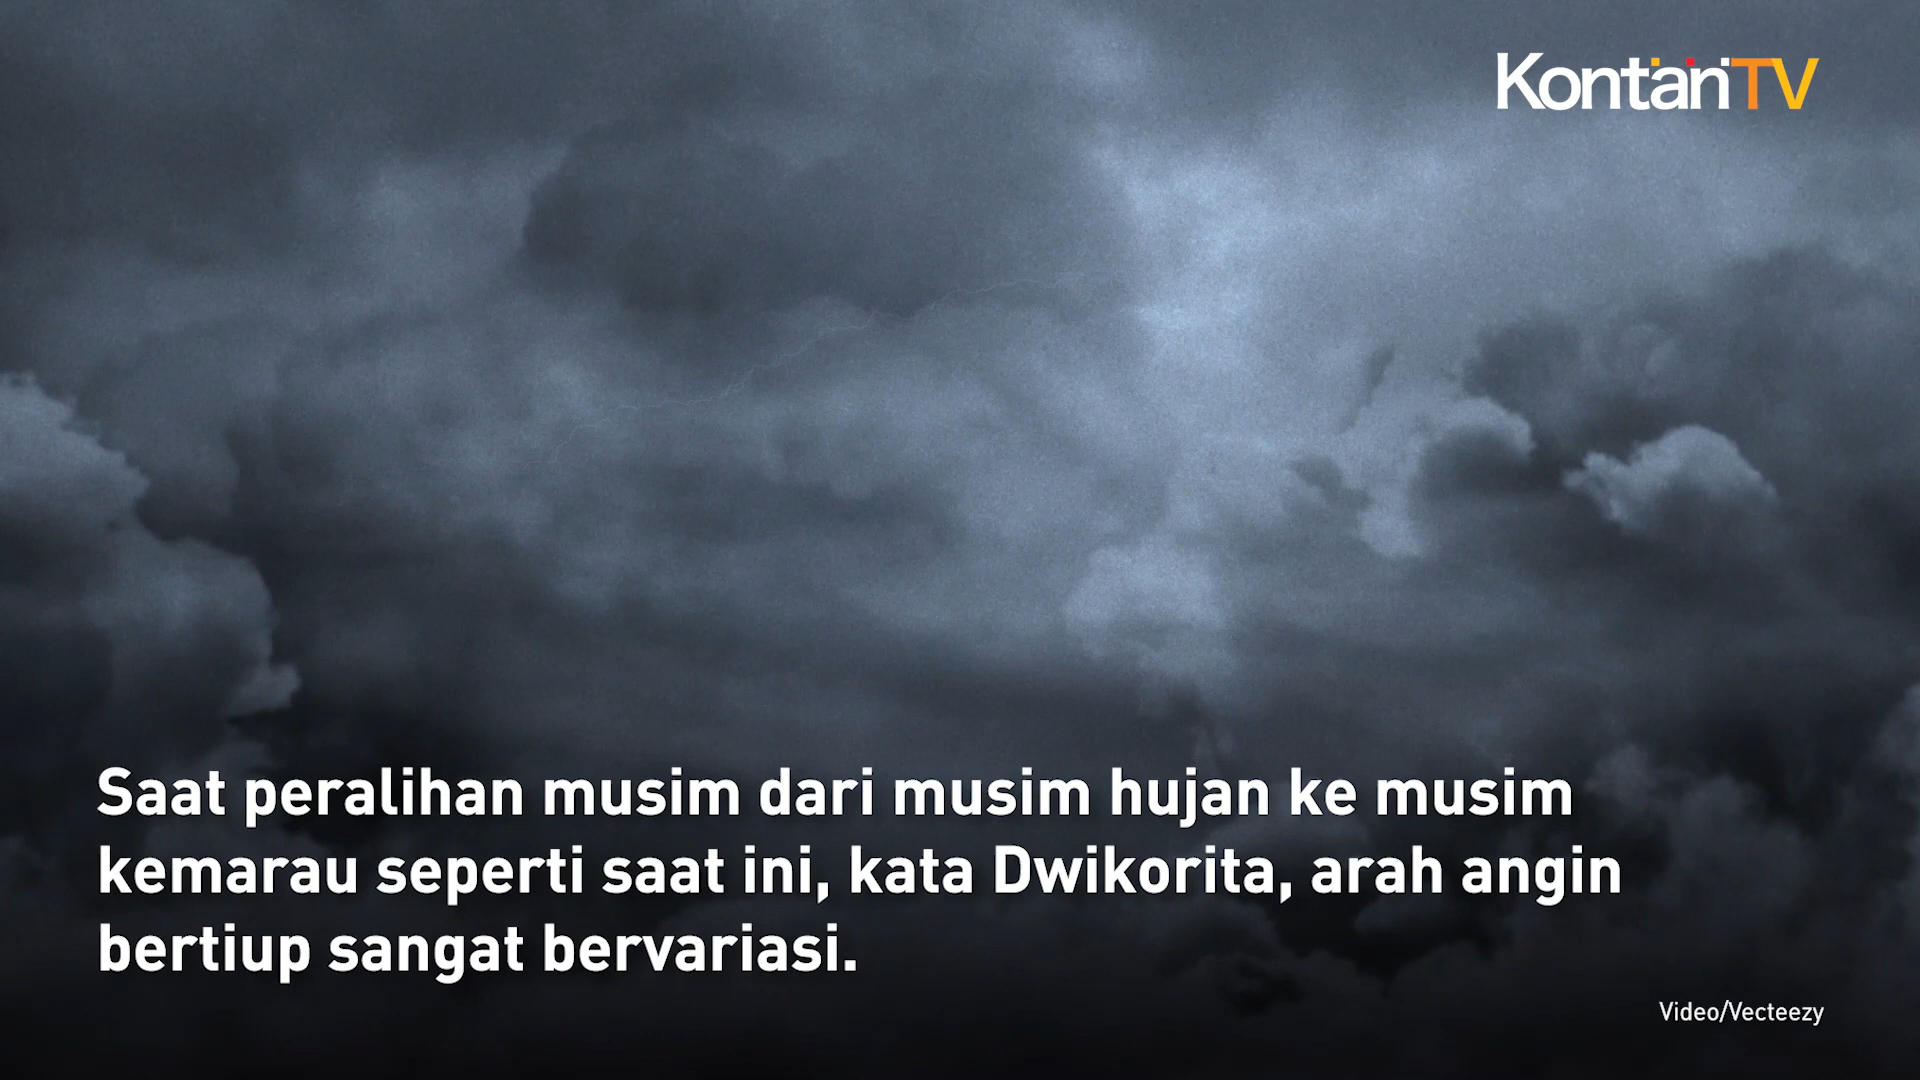 KontanTV
Saat peralihan musim dari musim hujan ke musim
kemarau seperti saat ini, kata Dwikorita, arah angin
bertiup sangat bervariasi.
Video/Vecteezy